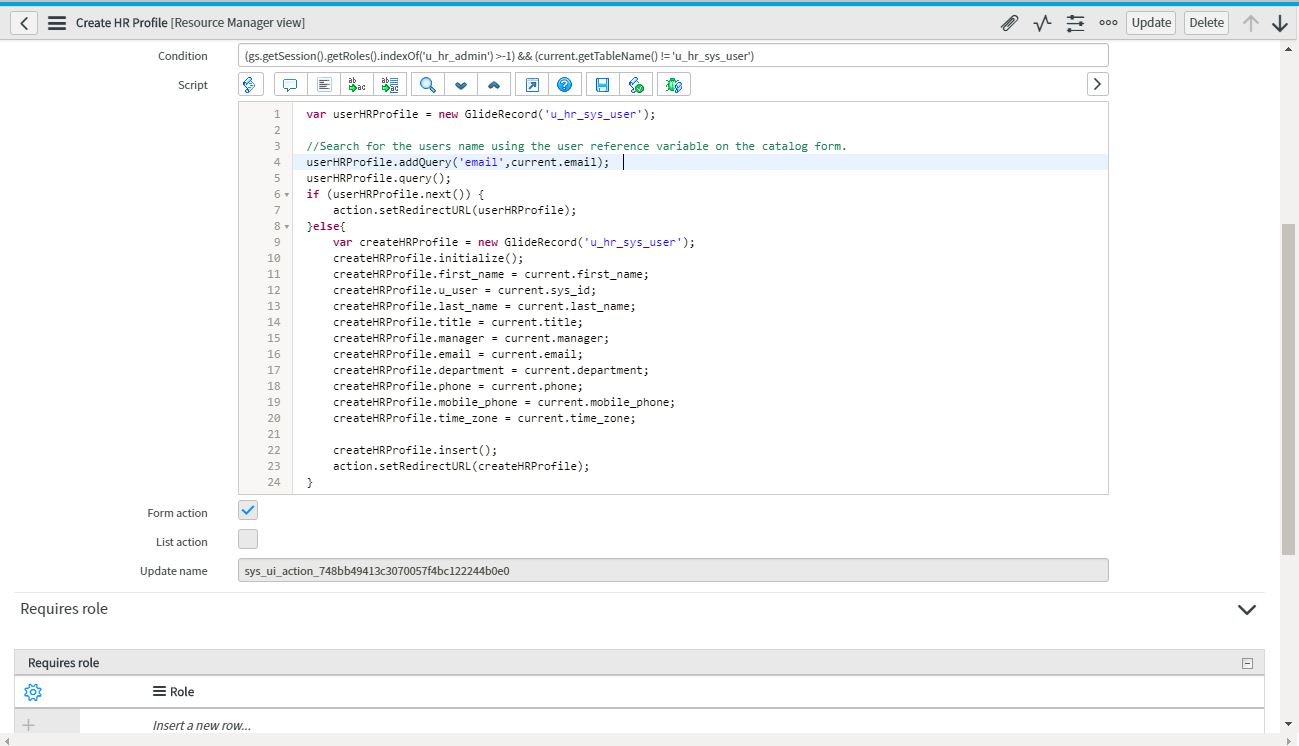 Create HR Profile [Resource Manager view]
Update
Delete
Condition
(gs.getSession().getRoles().indexOf('u_hr_admin') >-1) && (current.getTableName() != 'u_hr_sys_user')
Script
1 var userHRProfile = new GlideRecord('u_hr_sys_user');
2
3 //Search for the users name using the user reference variable on the catalog form.
4 userHRProfile.addQuery('email',current.email);
5 userHRProfile.query();
6 if (userHRProfile.next()) {
7 action.setRedirectURL(userHRProfile);
8 }else{
9 var createHRProfile = new GlideRecord('u_hr_sys_user');
10 createHRProfile.initialize();
11 createHRProfile.first_name = current.first_name;
12 createHRProfile.u_user = current.sys_id;
13 createHRProfile.last_name = current.last_name;
14 createHRProfile.title = current.title;
15 createHRProfile.manager = current.manager;
16 createHRProfile.email = current.email;
17 createHRProfile.department = current.department;
18 createHRProfile.phone = current.phone;
19 createHRProfile.mobile_phone = current.mobile_phone;
20 createHRProfile.time_zone = current.time_zone;
21
22 createHRProfile.insert();
23 action.setRedirectURL(createHRProfile);
24 }
Form action
List action
Update name
sys_ui_action_748bb49413c3070057f4bc122244b0e0
Requires role
Requires role
Role
Insert a new row...